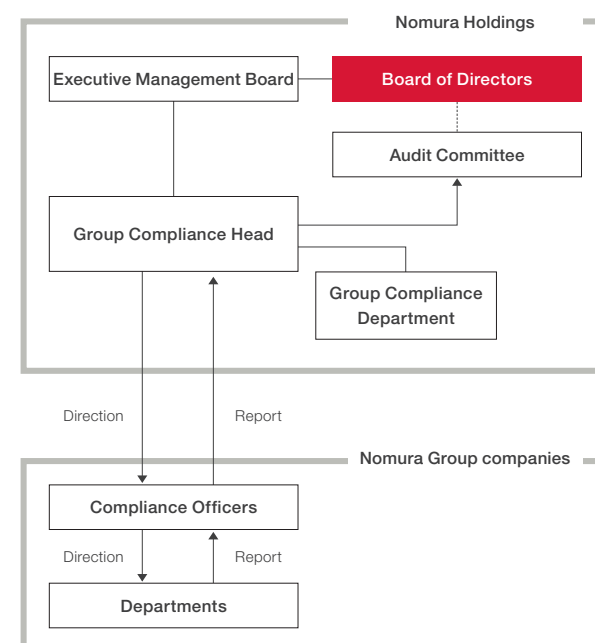 Nomura Holdings
Executive Management Board
Board of Directors
Audit Committee
Group Compliance Head
Group Compliance
Department
Direction
Report
Nomura Group companies
Compliance Officers
Direction
Report
Departments